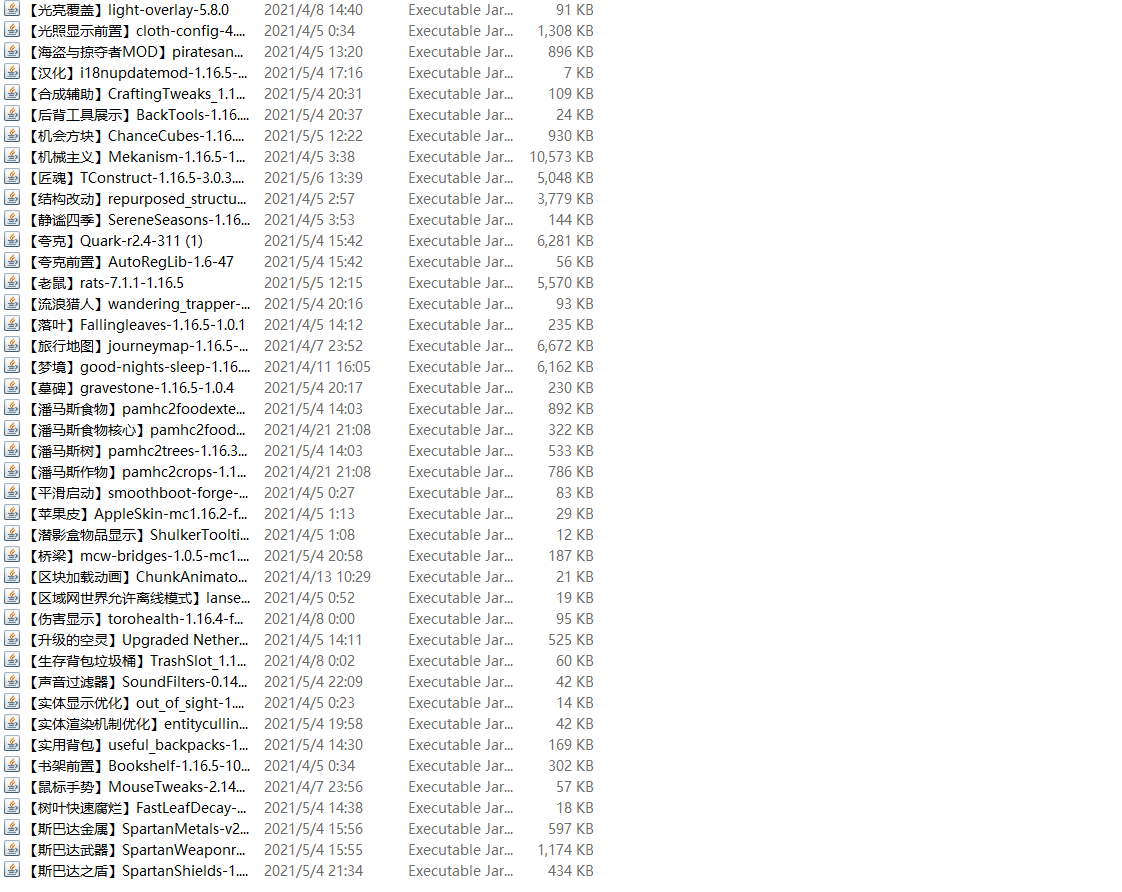 【光亮覆盖】light-overlay-5.8.0 2021/4/8 14:40 Executable Jar... 91 KB
【光照显示前置】cloth-config-4.... 2021/4/5 0:34 Executable Jar... 1,308 KB
【海盗与掠夺者MOD】piratesan... 2021/4/5 13:20 Executable Jar... 896 KB
【汉化】i18nupdatemod-1.16.5-... 2021/5/4 17:16 Executable Jar... 7 KB
【合成辅助】CraftingTweaks_1.1... 2021/5/4 20:31 Executable Jar... 109 KB
【后背工具展示】BackTools-1.16.... 2021/5/4 20:37 Executable Jar... 24 KB
【机会方块】ChanceCubes-1.16.... 2021/5/5 12:22 Executable Jar... 930 KB
【机械主义】Mekanism-1.16.5-1... 2021/4/5 3:38 Executable Jar... 10,573 KB
【匠魂】TConstruct-1.16.5-3.0.3.... 2021/5/6 13:39 Executable Jar... 5,048 KB
【结构改动】repurposed_structu... 2021/4/5 2:57 Executable Jar... 3,779 KB
【静谧四季】SereneSeasons-1.16... 2021/4/5 3:53 Executable Jar... 144 KB
【夸克】Quark-r2.4-311 (1) 2021/5/4 15:42 Executable Jar... 6,281 KB
【夸克前置】AutoRegLib-1.6-47 2021/5/4 15:42 Executable Jar... 56 KB
【老鼠】rats-7.1.1-1.16.5 2021/5/5 12:15 Executable Jar... 5,570 KB
【流浪猎人】wandering_trapper-... 2021/5/4 20:16 Executable Jar... 93 KB
【落叶】Fallingleaves-1.16.5-1.0.1 2021/4/5 14:12 Executable Jar... 235 KB
【旅行地图】journeymap-1.16.5-... 2021/4/7 23:52 Executable Jar... 6,672 KB
【梦境】good-nights-sleep-1.16.... 2021/4/11 16:05 Executable Jar... 6,162 KB
【墓碑】gravestone-1.16.5-1.0.4 2021/5/4 20:17 Executable Jar... 230 KB
【潘马斯食物】pamhc2foodexte... 2021/5/4 14:03 Executable Jar... 892 KB
【潘马斯食物核心】pamhc2food... 2021/4/21 21:08 Executable Jar... 322 KB
【潘马斯树】pamhc2trees-1.16.3... 2021/5/4 14:03 Executable Jar... 533 KB
【潘马斯作物】pamhc2crops-1.1... 2021/4/21 21:08 Executable Jar... 786 KB
【平滑启动】smoothboot-forge-... 2021/4/5 0:27 Executable Jar... 83 KB
【苹果皮】AppleSkin-mc1.16.2-f... 2021/4/5 1:13 Executable Jar... 29 KB
【潜影盒物品显示】ShulkerToolti... 2021/4/5 1:08 Executable Jar... 12 KB
【桥梁】mcw-bridges-1.0.5-mc1.... 2021/5/4 20:58 Executable Jar... 187 KB
【区块加载动画】ChunkAnimato... 2021/4/13 10:29 Executable Jar... 21 KB
【区域网世界允许离线模式】lanse... 2021/4/5 0:52 Executable Jar... 19 KB
【伤害显示】torohealth-1.16.4-f... 2021/4/8 0:00 Executable Jar... 95 KB
【升级的空灵】Upgraded Nether... 2021/4/5 14:11 Executable Jar... 525 KB
【生存背包垃圾桶】TrashSlot_1.1... 2021/4/8 0:02 Executable Jar... 60 KB
【声音过滤器】SoundFilters-0.14... 2021/5/4 22:09 Executable Jar... 42 KB
【实体显示优化】out_of_sight-1.... 2021/4/5 0:23 Executable Jar... 14 KB
【实体渲染机制优化】entitycullin... 2021/5/4 19:58 Executable Jar... 42 KB
【实用背包】useful_backpacks-1... 2021/5/4 14:30 Executable Jar... 169 KB
【书架前置】Bookshelf-1.16.5-10... 2021/4/5 0:34 Executable Jar... 302 KB
【鼠标手势】MouseTweaks-2.14... 2021/4/7 23:56 Executable Jar... 57 KB
【树叶快速腐烂】FastLeafDecay-... 2021/5/4 14:38 Executable Jar... 18 KB
【斯巴达金属】SpartanMetals-v2... 2021/5/4 15:56 Executable Jar... 597 KB
【斯巴达武器】SpartanWeaponr... 2021/5/4 15:55 Executable Jar... 1,174 KB
【斯巴达之盾】SpartanShields-1.... 2021/5/4 21:34 Executable Jar... 434 KB